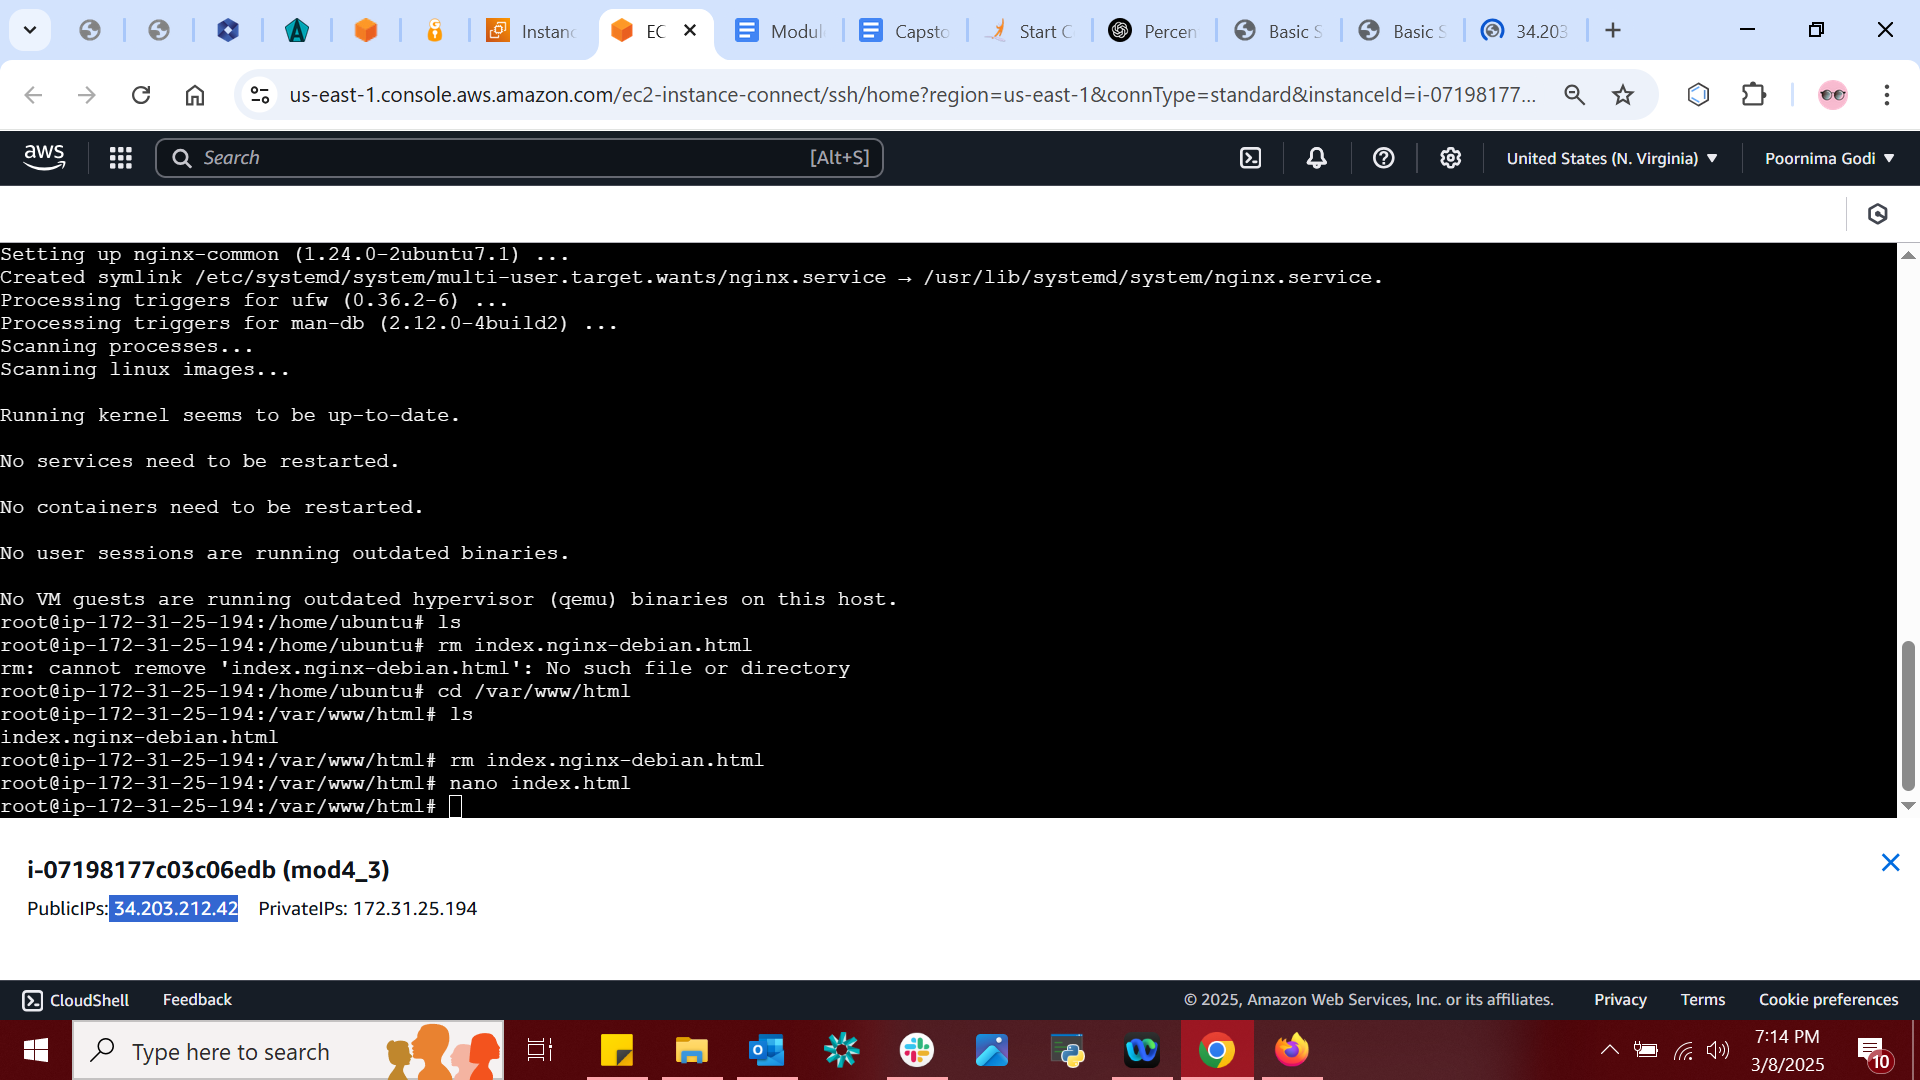 Instanc
EC
Modul
Capsto
Start C
Percen
Basic S
Basic S
34.203
us-east-1.console.aws.amazon.com/ec2-instance-connect/ssh/home?region=us-east-1&connType=standard&instanceId=i-07198177...
aws
Search
[Alt+S]
United States (N. Virginia)
Poornima Godi
Setting up nginx-common (1.24.0-2ubuntu7.1) ...
Created symlink /etc/systemd/system/multi-user.target.wants/nginx.service → /usr/lib/systemd/system/nginx.service.
Processing triggers for ufw (0.36.2-6) ...
Processing triggers for man-db (2.12.0-4build2) ...
Scanning processes...
Scanning linux images...
Running kernel seems to be up-to-date.
No services need to be restarted.
No containers need to be restarted.
No user sessions are running outdated binaries.
No VM guests are running outdated hypervisor (qemu) binaries on this host.
root@ip-172-31-25-194:/home/ubuntu# ls
root@ip-172-31-25-194:/home/ubuntu# rm index.nginx-debian.html
rm: cannot remove 'index.nginx-debian.html': No such file or directory
root@ip-172-31-25-194:/home/ubuntu# cd /var/www/html
root@ip-172-31-25-194:/var/www/html# ls
index.nginx-debian.html
root@ip-172-31-25-194:/var/www/html# rm index.nginx-debian.html
root@ip-172-31-25-194:/var/www/html# nano index.html
root@ip-172-31-25-194:/var/www/html#
i-07198177c03c06edb (mod4_3)
PublicIPs: 34.203.212.42 PrivateIPs: 172.31.25.194
CloudShell
Feedback
© 2025, Amazon Web Services, Inc. or its affiliates.
Privacy
Terms
Cookie preferences
Type here to search
7:14 PM
3/8/2025
10